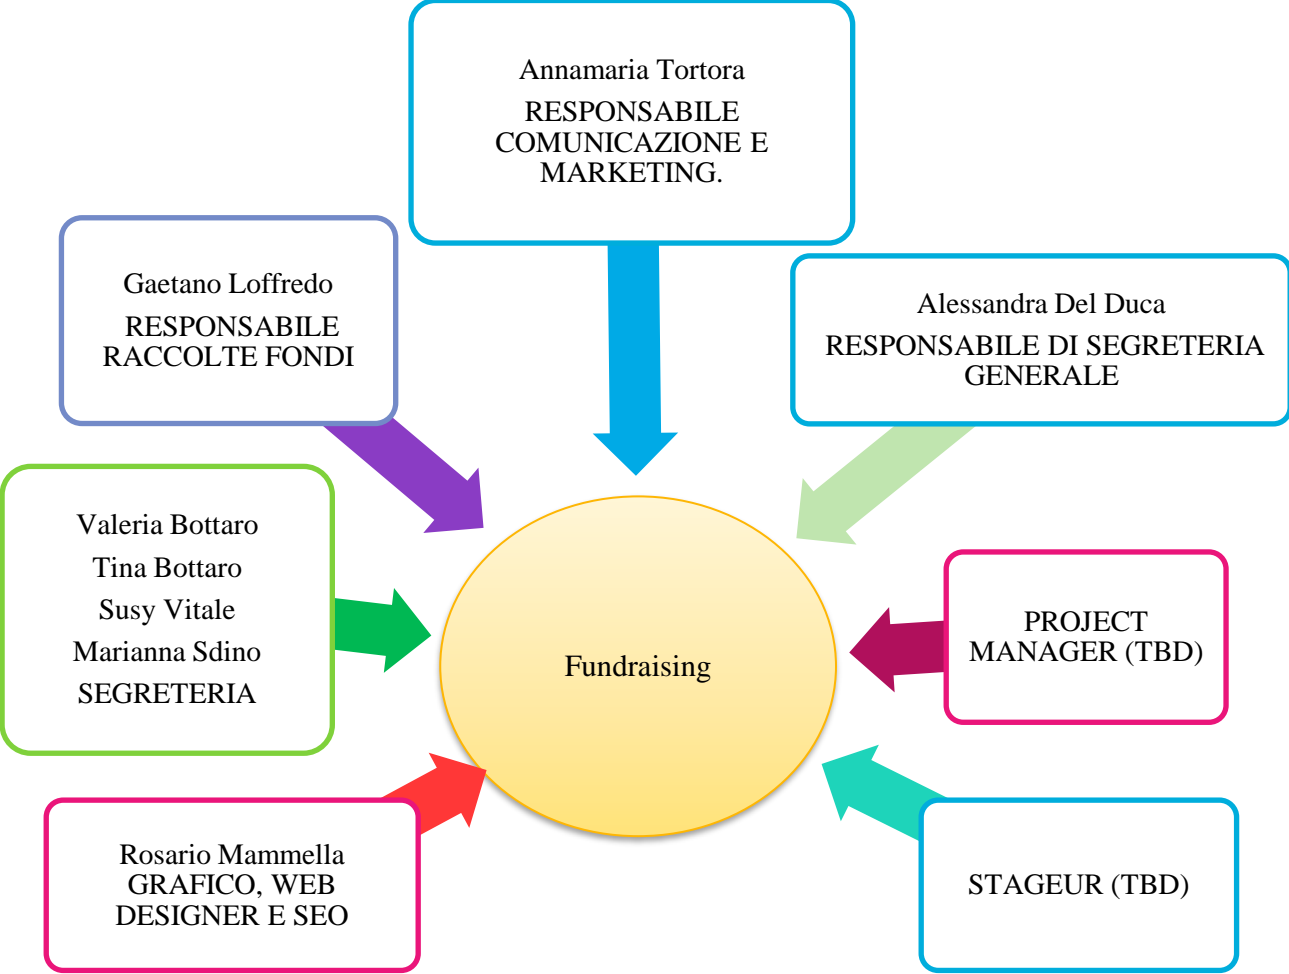 Annamaria Tortora
RESPONSABILE
COMUNICAZIONE E
MARKETING.
Gaetano Loffredo
RESPONSABILE
RACCOLTE FONDI
Alessandra Del Duca
RESPONSABILE DI SEGRETERIA
GENERALE
Valeria Bottaro
Tina Bottaro
Susy Vitale
Marianna Sdino
SEGRETERIA
Fundraising
PROJECT
MANAGER (TBD)
Rosario Mammella
GRAFICO, WEB
DESIGNER E SEO
STAGEUR (TBD)